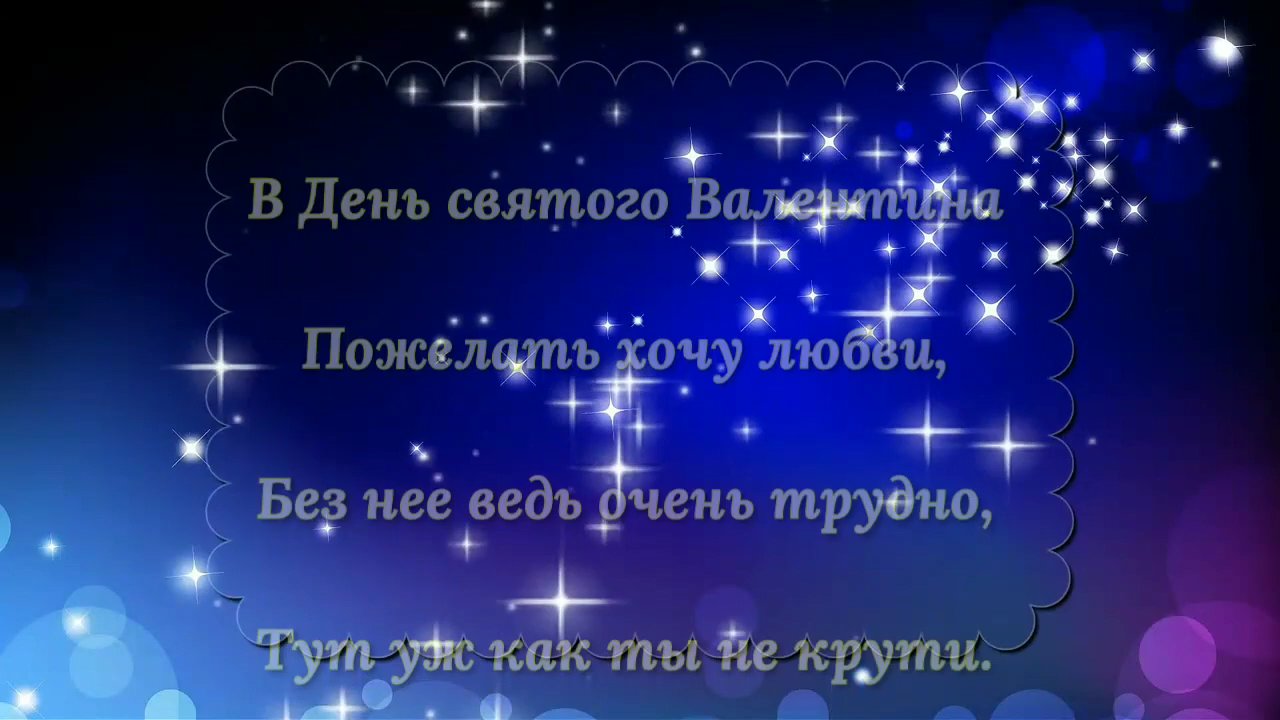 В День святого Валентина
Пожелать хочу любви,
Без нее ведь очень трудно,
Тут уж как ты не крути.